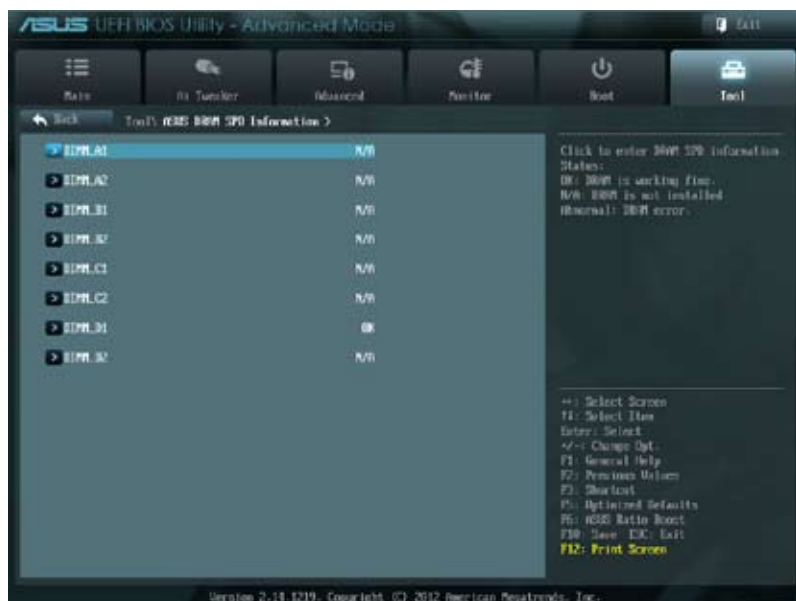 ASUS UEFI BIOS Utility - Advanced Mode
Exit
Main
Ai Tweaker
Advanced
Monitor
Boot
Tool
Back
Tool\ ASUS DRAM SPD Information >
DIMM_A1 N/A
DIMM_A2 N/A
DIMM_B1 N/A
DIMM_B2 N/A
DIMM_C1 N/A
DIMM_C2 N/A
DIMM_D1 OK
DIMM_D2 N/A
Click to enter DRAM SPD information
Status:
OK: DRAM is working fine.
N/A: DRAM is not installed
Abnormal: DRAM error.
→←: Select Screen
↑↓: Select Item
Enter: Select
+/-: Change Opt.
F1: General Help
F2: Previous Values
F3: Shortcut
F5: Optimized Defaults
F6: ASUS Ratio Boost
F10: Save ESC: Exit
F12: Print Screen
Version 2.10.1219. Copyright (C) 2012 American Megatrends, Inc.